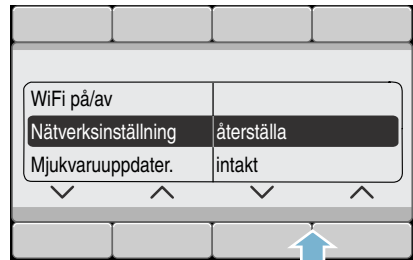 WiFi på/av
Nätverksinställning återställa
Mjukvaruuppdater. intakt